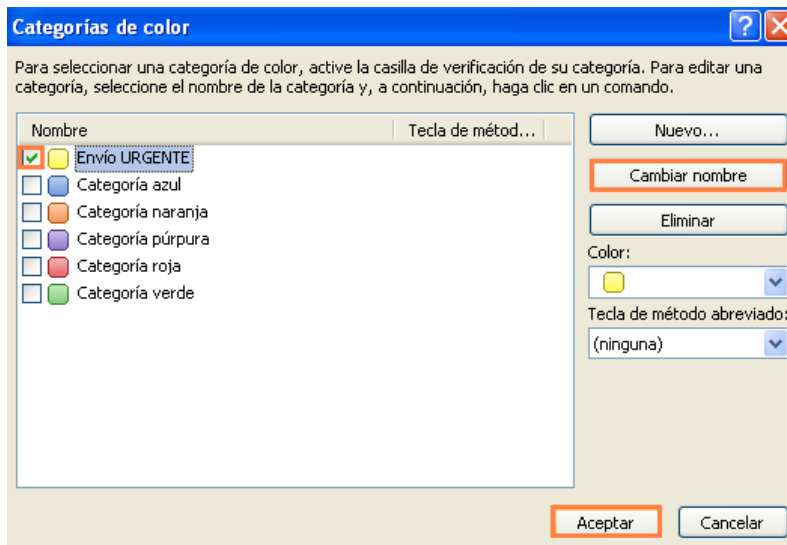 Categorías de color
Para seleccionar una categoría de color, active la casilla de verificación de su categoría. Para editar una
categoría, seleccione el nombre de la categoría y, a continuación, haga clic en un comando.
Nombre Tecla de métod...
Envío URGENTE
Categoría azul
Categoría naranja
Categoría púrpura
Categoría roja
Categoría verde
Nuevo...
Cambiar nombre
Eliminar
Color:
Tecla de método abreviado:
(ninguna)
Aceptar Cancelar